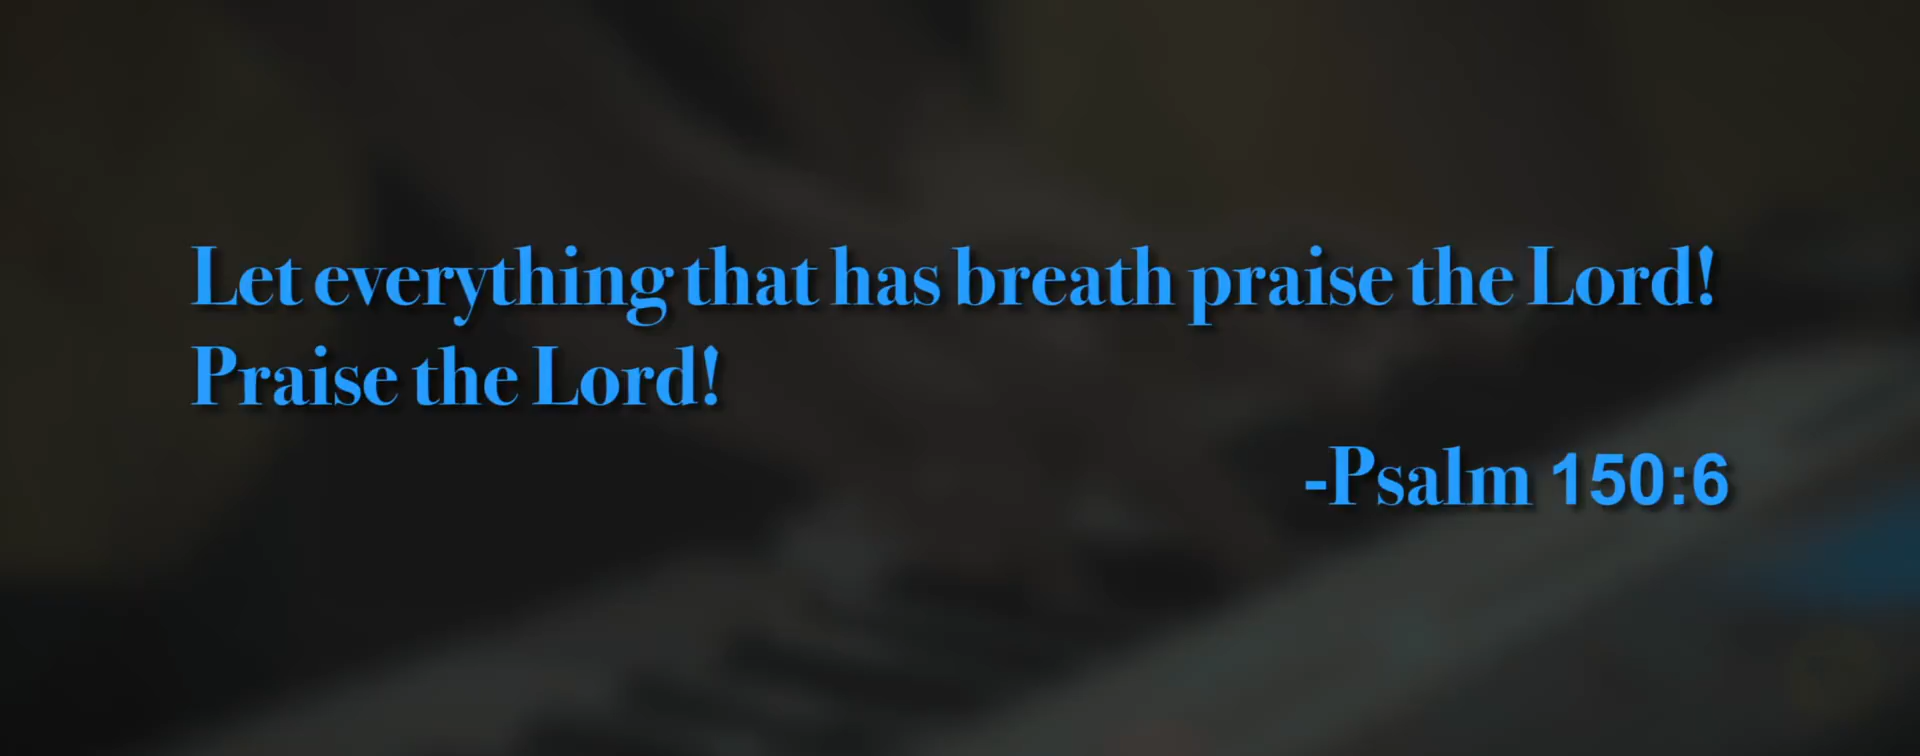 Let everything that has breath praise the Lord!
Praise the Lord!
-Psalm 150:6